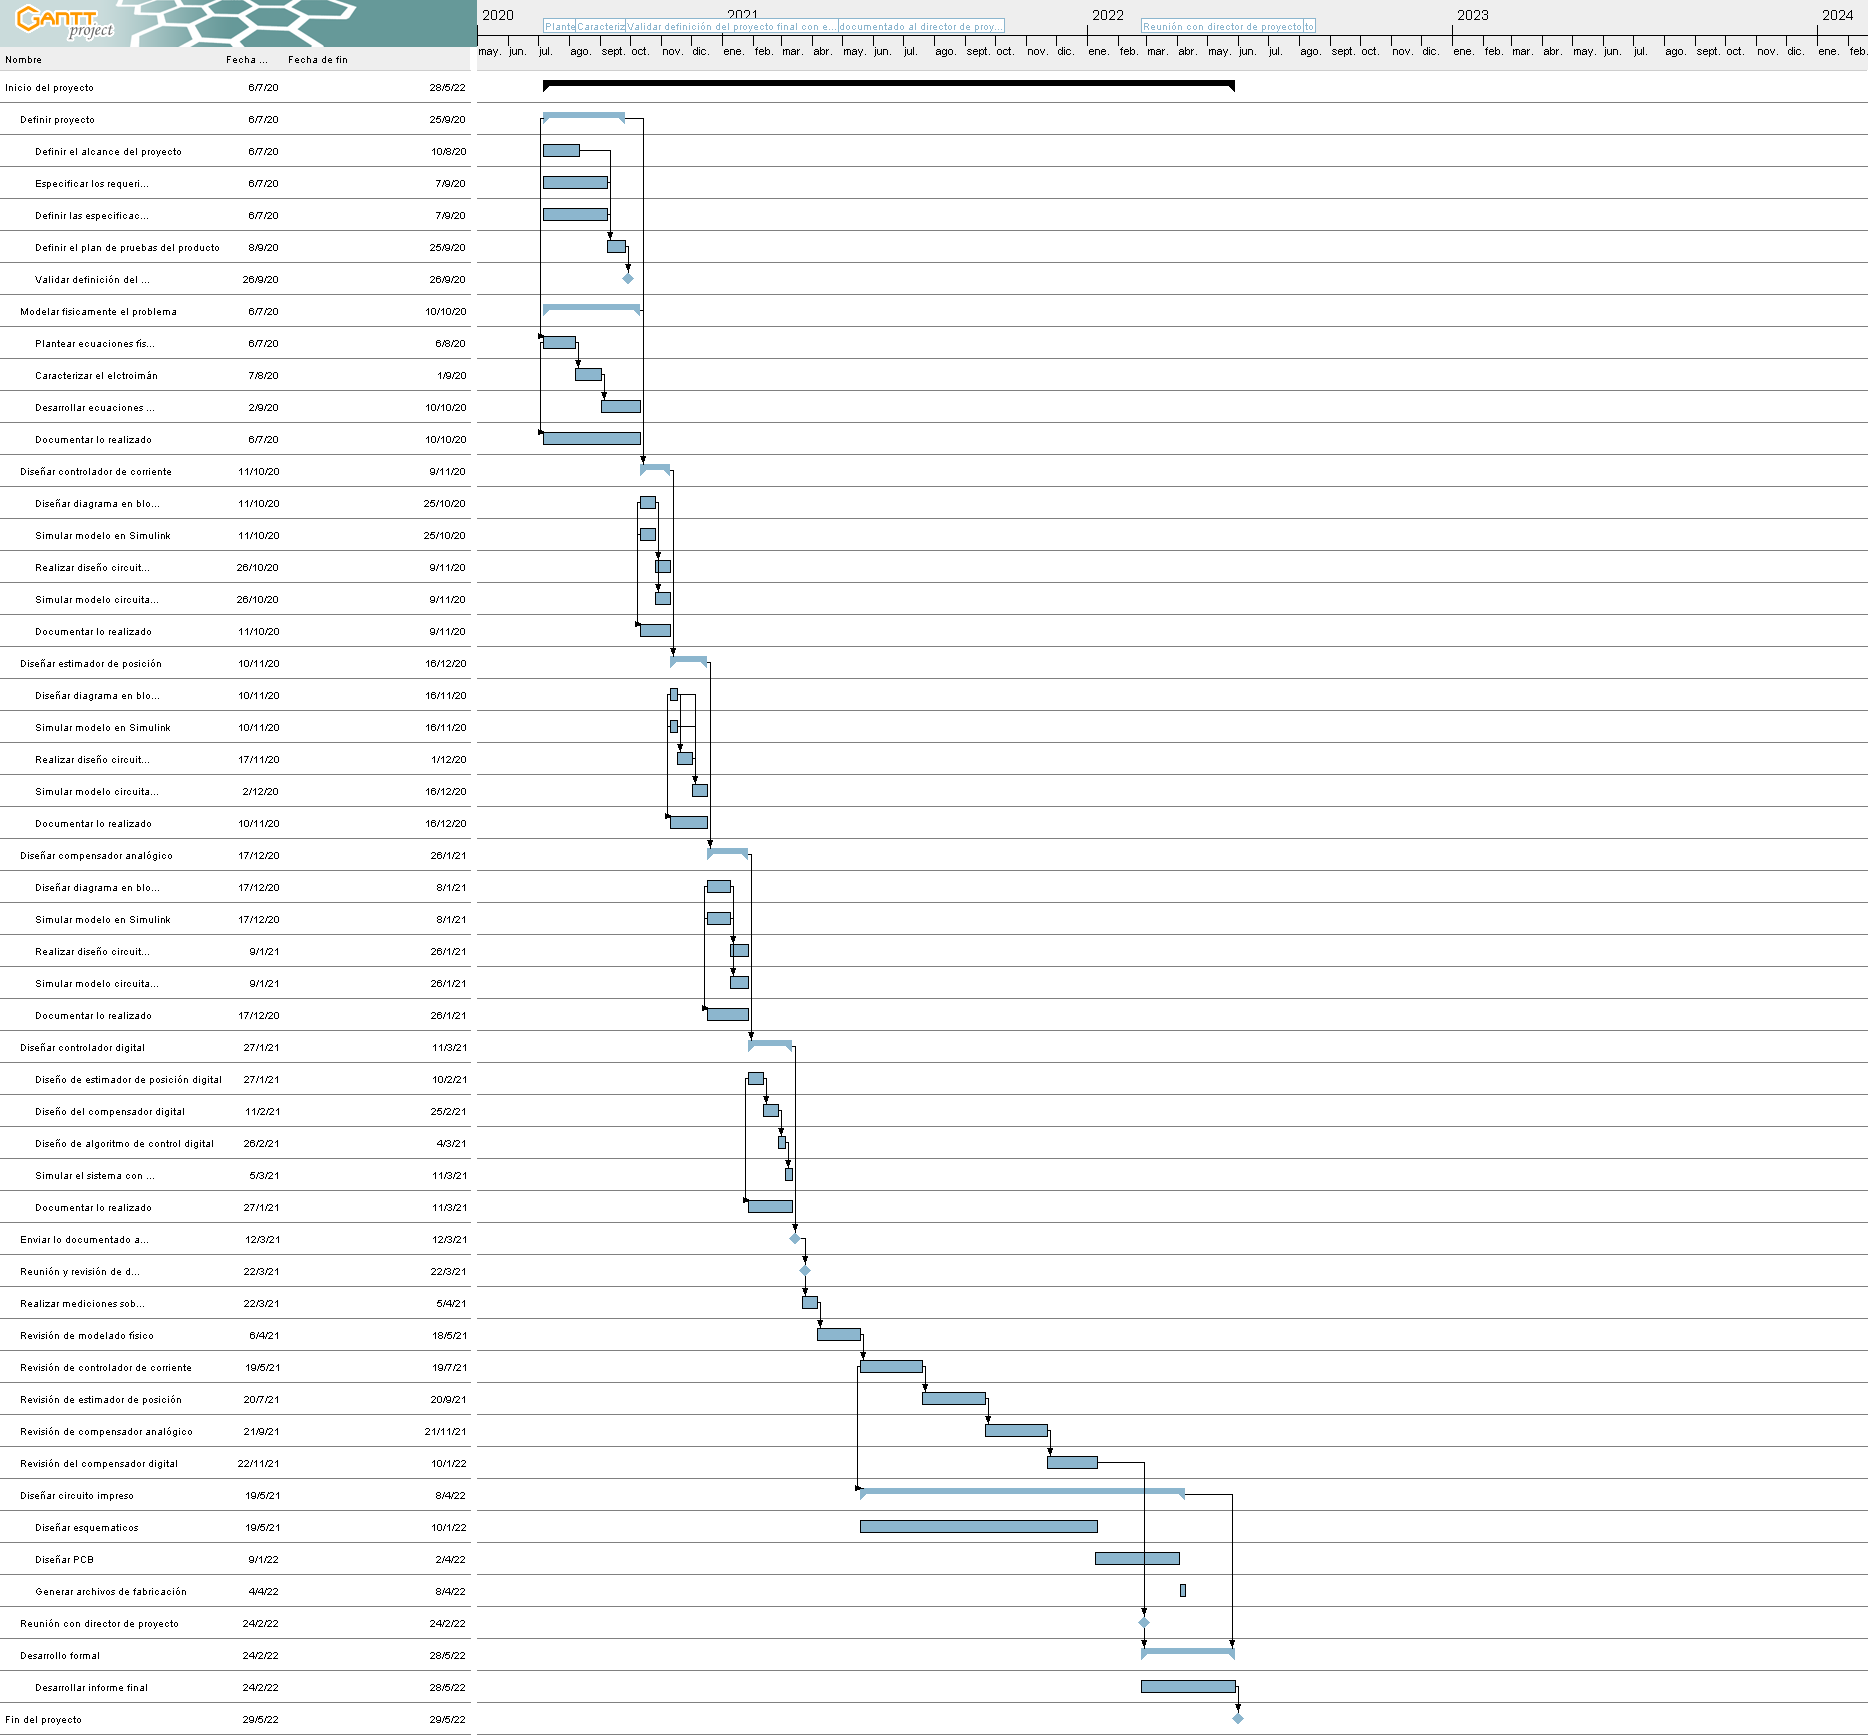 GANTT
project
2020 2021 2022 2023 2024
Plante Caracteriz Validar definición del proyecto final con e... documentado al director de proy... Reunión con director de proyecto to
may. jun. jul. ago. sept. oct. nov. dic. ene. feb. mar. abr. may. jun. jul. ago. sept. oct. nov. dic. ene. feb. mar. abr. may. jun. jul. ago. sept. oct. nov. dic. ene. feb. mar. abr. may. jun. jul. ago. sept. oct. nov. dic. ene. feb.
Nombre Fecha ... Fecha de fin
Inicio del proyecto 6/7/20 28/5/22
Definir proyecto 6/7/20 25/9/20
Definir el alcance del proyecto 6/7/20 10/8/20
Especificar los requeri... 6/7/20 7/9/20
Definir las especificac... 6/7/20 7/9/20
Definir el plan de pruebas del producto 8/9/20 25/9/20
Validar definición del ... 26/9/20 26/9/20
Modelar fisicamente el problema 6/7/20 10/10/20
Plantear ecuaciones fis... 6/7/20 6/8/20
Caracterizar el elctroimán 7/8/20 1/9/20
Desarrollar ecuaciones ... 2/9/20 10/10/20
Documentar lo realizado 6/7/20 10/10/20
Diseñar controlador de corriente 11/10/20 9/11/20
Diseñar diagrama en blo... 11/10/20 25/10/20
Simular modelo en Simulink 11/10/20 25/10/20
Realizar diseño circuit... 26/10/20 9/11/20
Simular modelo circuita... 26/10/20 9/11/20
Documentar lo realizado 11/10/20 9/11/20
Diseñar estimador de posición 10/11/20 16/12/20
Diseñar diagrama en blo... 10/11/20 16/11/20
Simular modelo en Simulink 10/11/20 16/11/20
Realizar diseño circuit... 17/11/20 1/12/20
Simular modelo circuita... 2/12/20 16/12/20
Documentar lo realizado 10/11/20 16/12/20
Diseñar compensador analógico 17/12/20 26/1/21
Diseñar diagrama en blo... 17/12/20 8/1/21
Simular modelo en Simulink 17/12/20 8/1/21
Realizar diseño circuit... 9/1/21 26/1/21
Simular modelo circuita... 9/1/21 26/1/21
Documentar lo realizado 17/12/20 26/1/21
Diseñar controlador digital 27/1/21 11/3/21
Diseño de estimador de posición digital 27/1/21 10/2/21
Diseño del compensador digital 11/2/21 25/2/21
Diseño de algoritmo de control digital 26/2/21 4/3/21
Simular el sistema con ... 5/3/21 11/3/21
Documentar lo realizado 27/1/21 11/3/21
Enviar lo documentado a... 12/3/21 12/3/21
Reunión y revisión de d... 22/3/21 22/3/21
Realizar mediciones sob... 22/3/21 5/4/21
Revisión de modelado físico 6/4/21 18/5/21
Revisión de controlador de corriente 19/5/21 19/7/21
Revisión de estimador de posición 20/7/21 20/9/21
Revisión de compensador analógico 21/9/21 21/11/21
Revisión del compensador digital 22/11/21 10/1/22
Diseñar circuito impreso 19/5/21 8/4/22
Diseñar esquematicos 19/5/21 10/1/22
Diseñar PCB 9/1/22 2/4/22
Generar archivos de fabricación 4/4/22 8/4/22
Reunión con director de proyecto 24/2/22 24/2/22
Desarrollo formal 24/2/22 28/5/22
Desarrollar informe final 24/2/22 28/5/22
Fin del proyecto 29/5/22 29/5/22